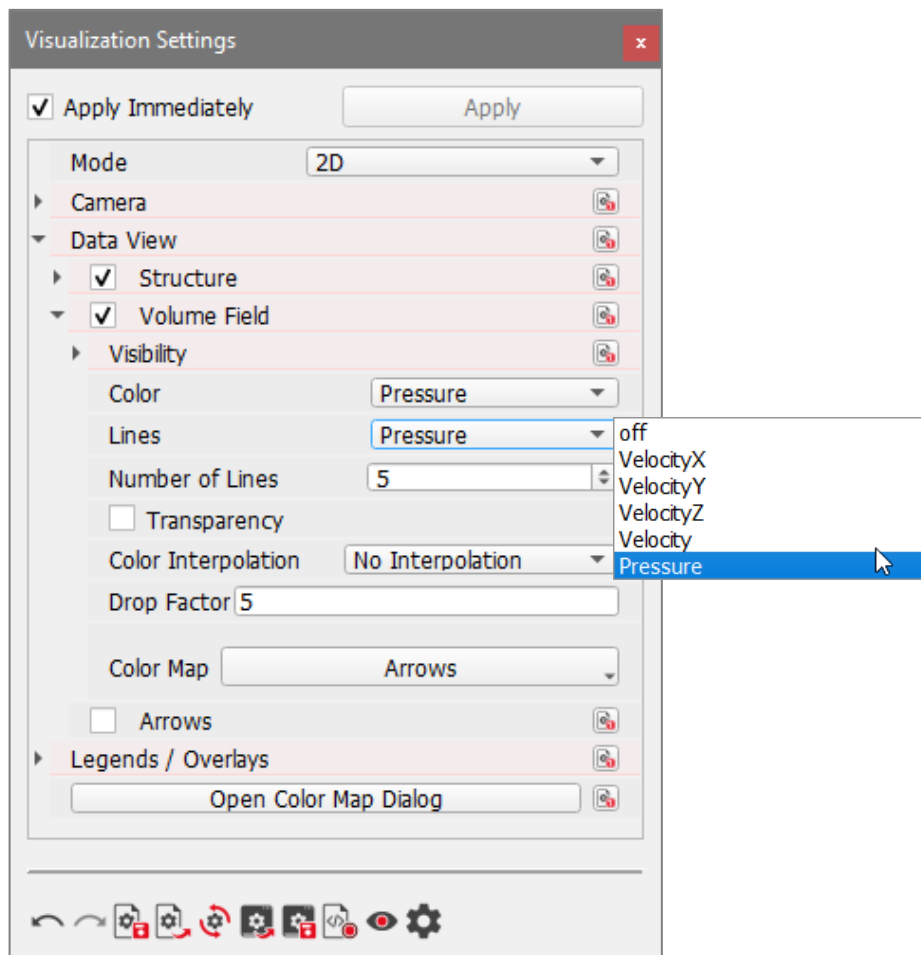 Visualization Settings
x
Apply Immediately
Apply
Mode
2D
Camera
Data View
Structure
Volume Field
Visibility
Color
Pressure
Lines
Pressure
off
VelocityX
VelocityY
VelocityZ
Velocity
Pressure
Number of Lines
5
Transparency
Color Interpolation
No Interpolation
Drop Factor
5
Color Map
Arrows
Arrows
Legends / Overlays
Open Color Map Dialog